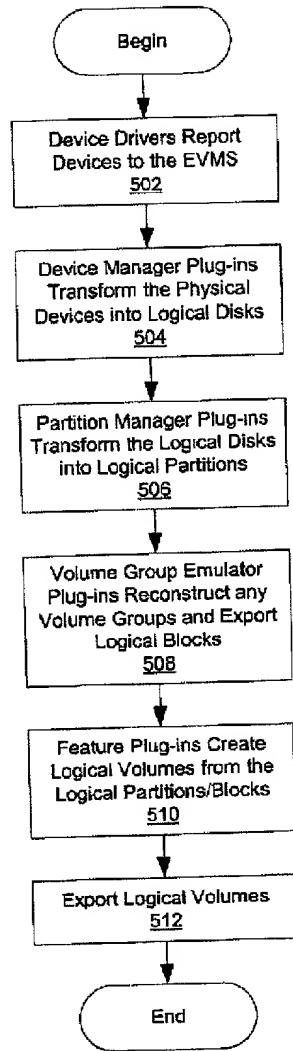 Begin
Device Drivers Report
Devices to the EVMS
502
Device Manager Plug-ins
Transform the Physical
Devices into Logical Disks
504
Partition Manager Plug-ins
Transform the Logical Disks
into Logical Partitions
506
Volume Group Emulator
Plug-ins Reconstruct any
Volume Groups and Export
Logical Blocks
508
Feature Plug-ins Create
Logical Volumes from the
Logical Partitions/Blocks
510
Export Logical Volumes
512
End